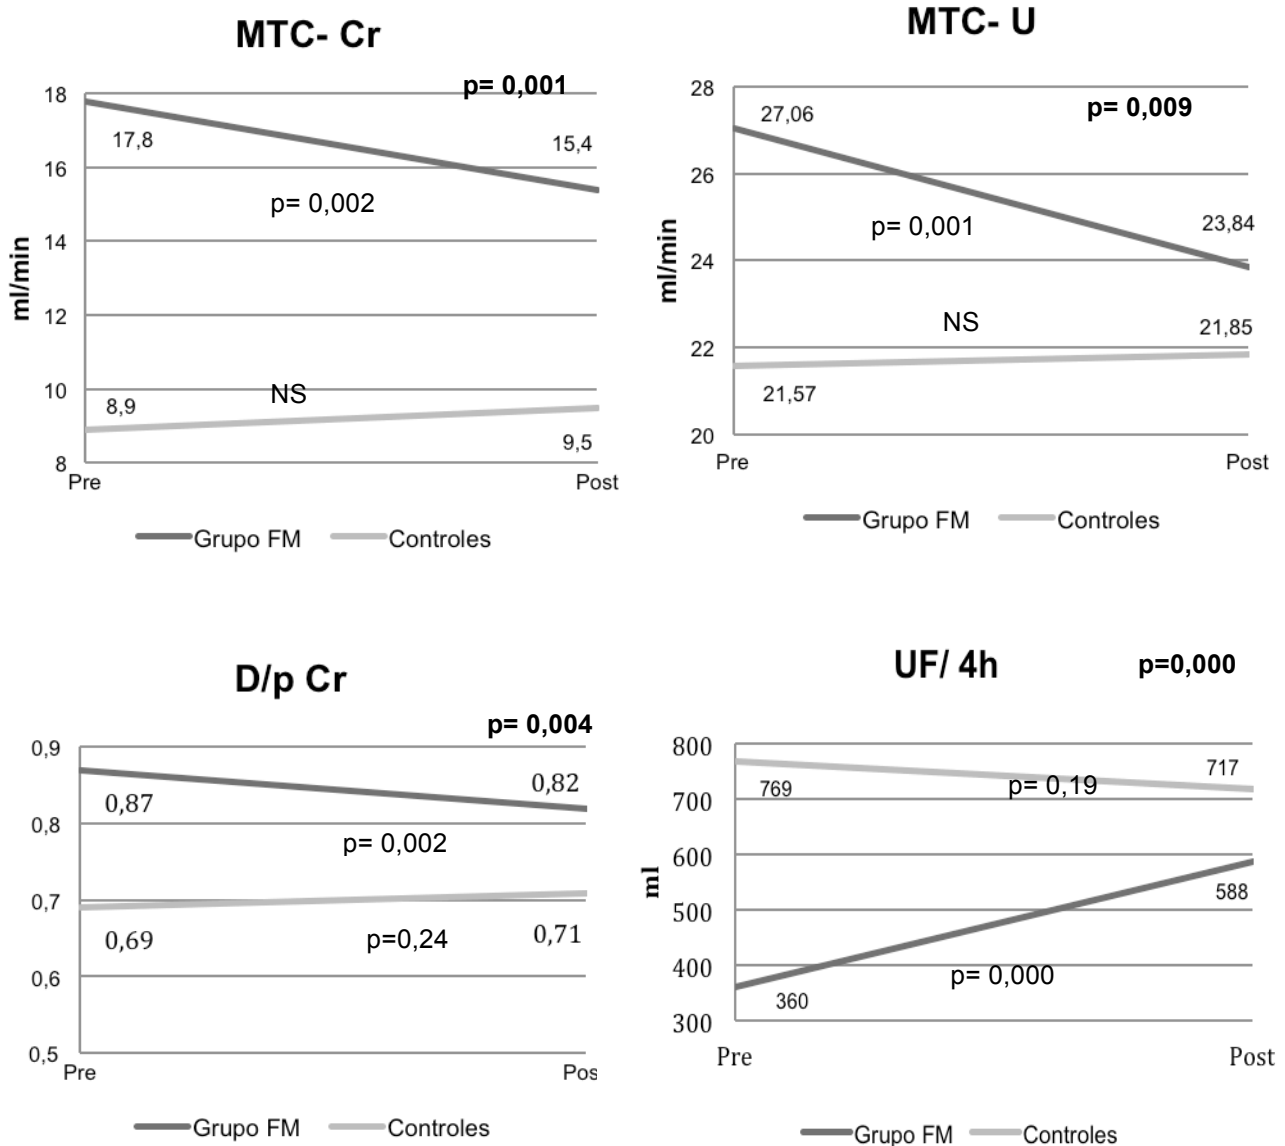 MTC- Cr
p= 0,001
18
17,8
15,4
16
p= 0,002
14
ml/min
12
10
NS
8,9
9,5
8
Pre
Post
Grupo FM
Controles
MTC- U
28
27,06
p= 0,009
26
p= 0,001
23,84
ml/min
24
NS
21,85
22
21,57
20
Pre
Post
Grupo FM
Controles
D/p Cr
p= 0,004
0,9
0,87
0,82
0,8
p= 0,002
0,7
0,69
p=0,24
0,71
0,6
0,5
Pre
Pos
Grupo FM
Controles
UF/ 4h
p=0,000
800
717
769
p= 0,19
700
600
ml
588
500
400
p= 0,000
360
300
Pre
Post
Grupo FM
Controles